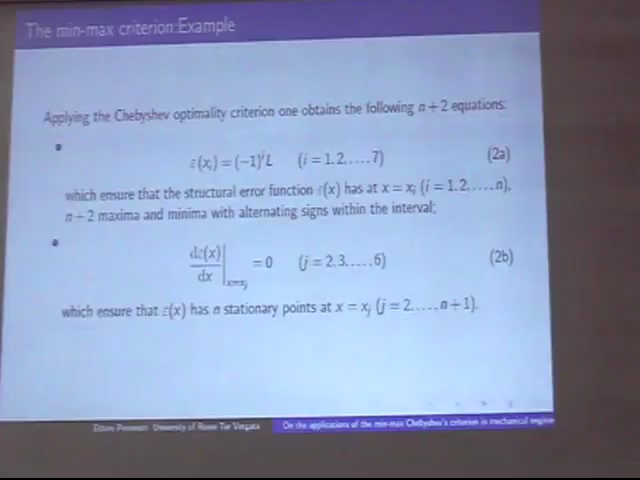 The min-max criterion:Example
Applying the Chebyshev optimality criterion one obtains the following n + 2 equations:
• ε(xᵢ) = (−1)ⁱL (i = 1, 2, . . . , 7) (2a)
which ensure that the structural error function ε(x) has at x = xᵢ (i = 1, 2, . . . , n),
n + 2 maxima and minima with alternating signs within the interval;
• dε(x)/dx |x=xⱼ = 0 (j = 2, 3, . . . , 6) (2b)
which ensure that ε(x) has n stationary points at x = xⱼ (j = 2, . . . , n + 1).
Ettore Pennestrì University of Rome Tor Vergata On the applications of the min-max Chebyshev's criterion in mechanical engine